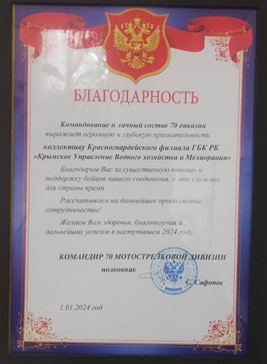 БЛАГОДАРНОСТЬ
Командование и личный состав 70 дивизии
выражает огромную и глубокую признательность
коллективу Красногвардейского филиала ГБК РК
«Крымское Управление Водного хозяйства и Мелиорации»
Благодарим Вас за существенную помощь и
поддержку бойцов нашего соединения, в это сложное
для страны время.
Рассчитываем на дальнейшее продолжение
сотрудничества!
Желаем Вам здоровья, благополучия и
дальнейших успехов в наступившем 2024 году.
КОМАНДИР 70 МОТОСТРЕЛКОВОЙ ДИВИЗИИ
полковник
С. Сафонов
1.01.2024 год